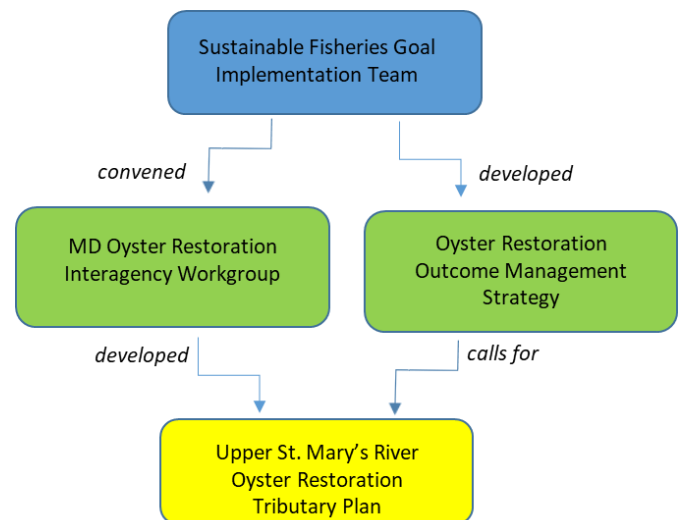 Sustainable Fisheries Goal
Implementation Team
convened
developed
MD Oyster Restoration
Interagency Workgroup
Oyster Restoration
Outcome Management
Strategy
developed
calls for
Upper St. Mary’s River
Oyster Restoration
Tributary Plan